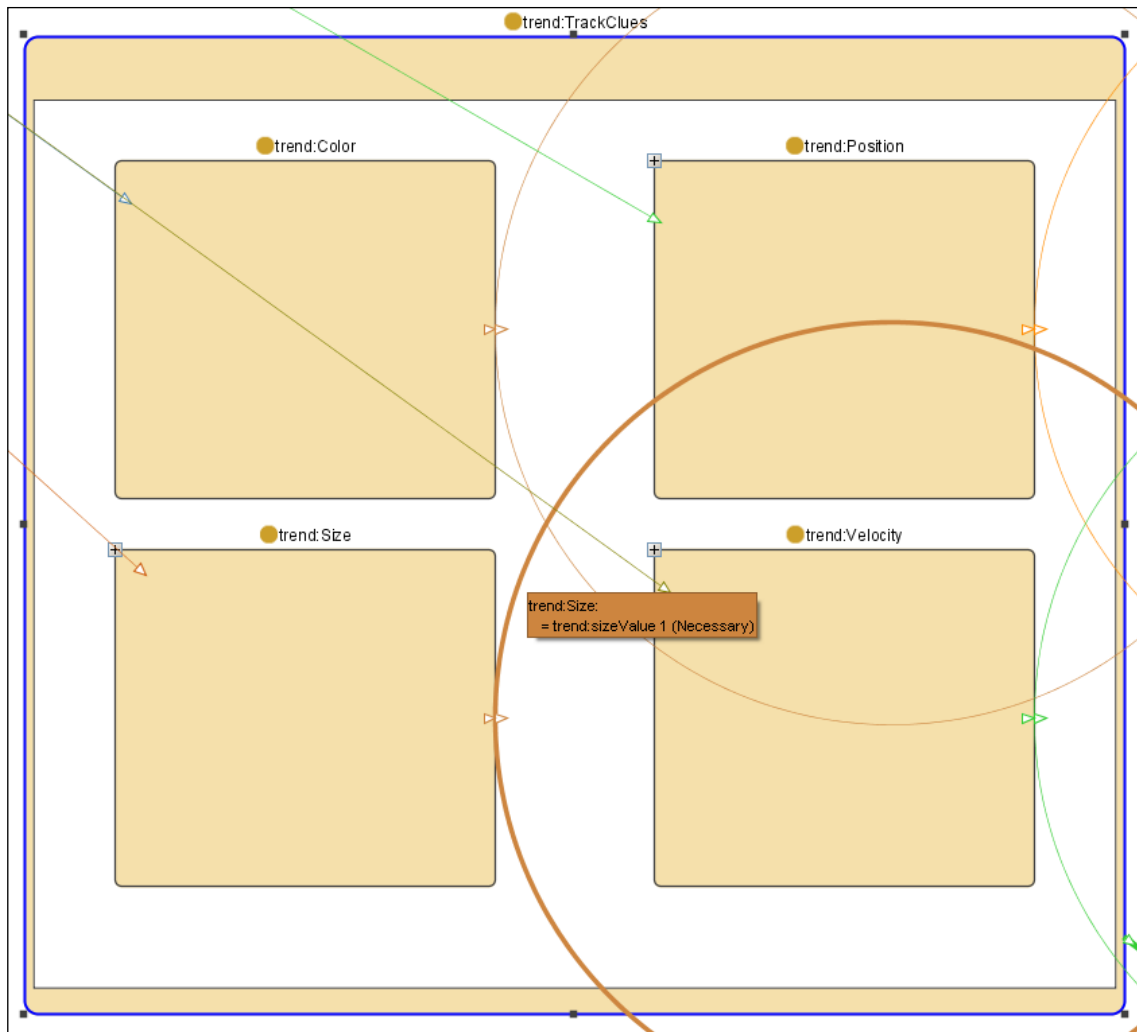 trend:TrackClues
trend:Color
trend:Position
trend:Size
trend:Velocity
trend:Size:
= trend:sizeValue 1 (Necessary)